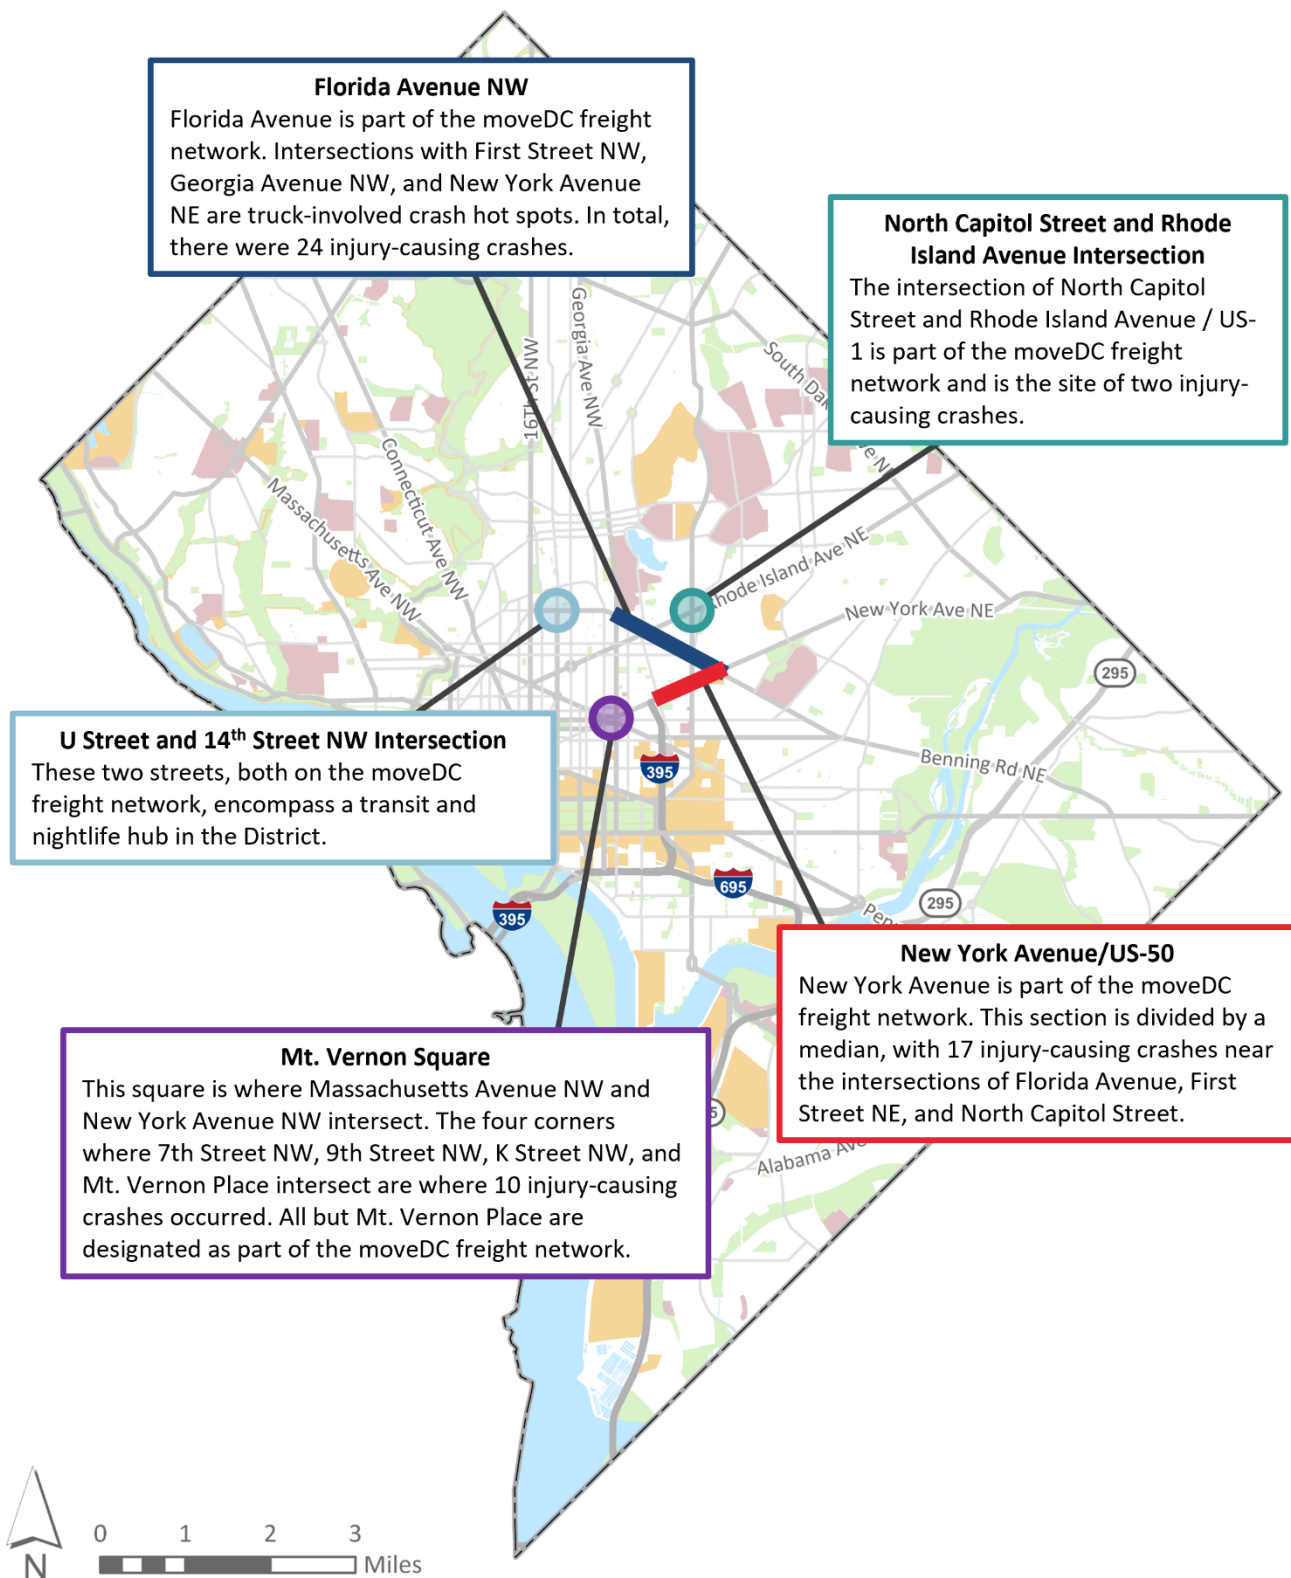 Florida Avenue NW
Florida Avenue is part of the moveDC freight
network. Intersections with First Street NW,
Georgia Avenue NW, and New York Avenue
NE are truck-involved crash hot spots. In total,
there were 24 injury-causing crashes.
North Capitol Street and Rhode
Island Avenue Intersection
The intersection of North Capitol
Street and Rhode Island Avenue / US-
1 is part of the moveDC freight
network and is the site of two injury-
causing crashes.
Georgia Ave NW
16TH St NW
South Dak
Connecticut Ave NW
Massachusetts Ave NW
Rhode Island Ave NE
New York Ave NE
295
U Street and 14th Street NW Intersection
These two streets, both on the moveDC
freight network, encompass a transit and
nightlife hub in the District.
395
Benning Rd NE
695
295
395
Pen
New York Avenue/US-50
New York Avenue is part of the moveDC
freight network. This section is divided by a
median, with 17 injury-causing crashes near
the intersections of Florida Avenue, First
Street NE, and North Capitol Street.
Mt. Vernon Square
This square is where Massachusetts Avenue NW and
New York Avenue NW intersect. The four corners
where 7th Street NW, 9th Street NW, K Street NW, and
Mt. Vernon Place intersect are where 10 injury-causing
crashes occurred. All but Mt. Vernon Place are
designated as part of the moveDC freight network.
5
Alabama Ave
0 1 2 3
Miles
N